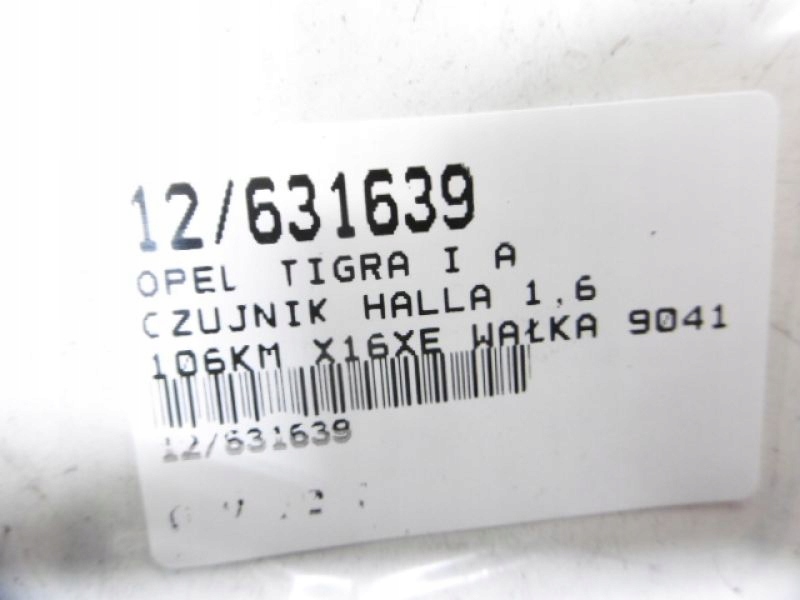 12/631639
OPEL TIGRA I A
CZUJNIK HALLA 1,6
106KM X16XE WAŁKA 9041
12/631639